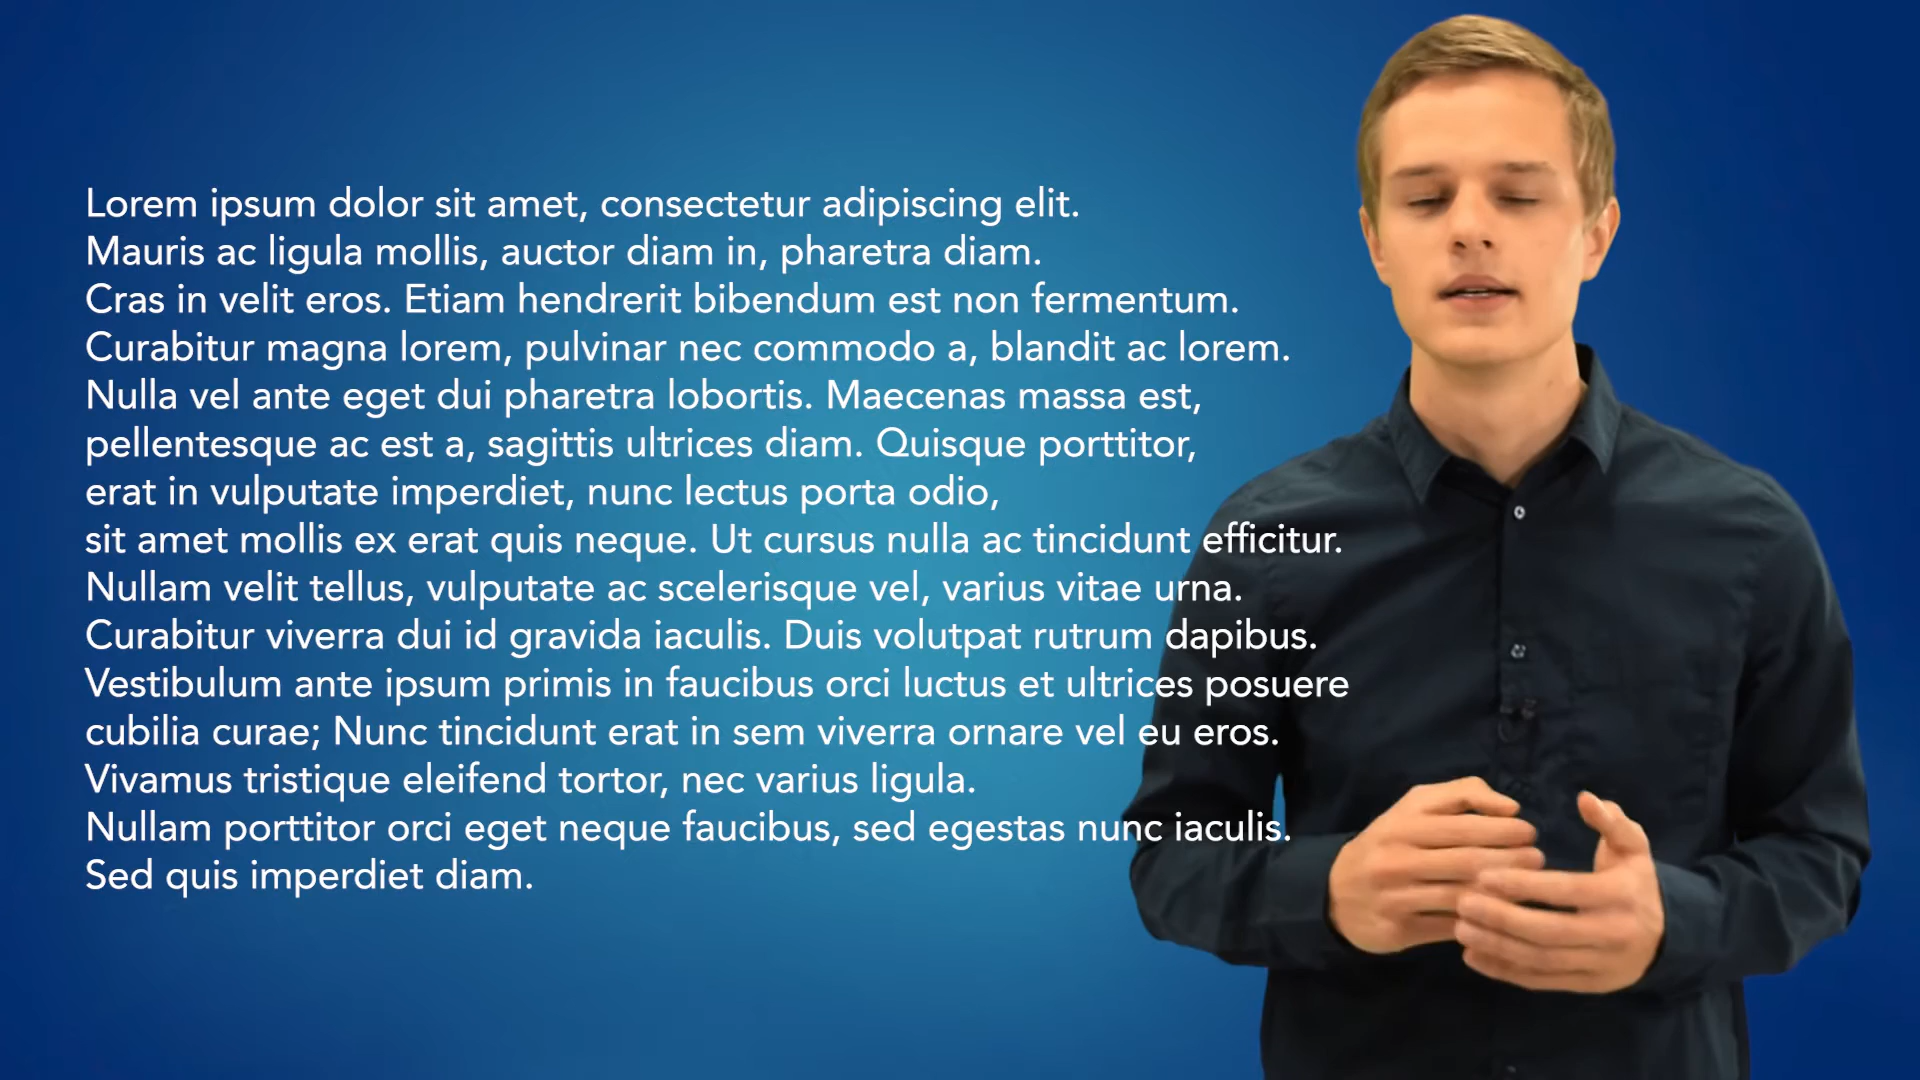 Lorem ipsum dolor sit amet, consectetur adipiscing elit.
Mauris ac ligula mollis, auctor diam in, pharetra diam.
Cras in velit eros. Etiam hendrerit bibendum est non fermentum.
Curabitur magna lorem, pulvinar nec commodo a, blandit ac lorem.
Nulla vel ante eget dui pharetra lobortis. Maecenas massa est,
pellentesque ac est a, sagittis ultrices diam. Quisque porttitor,
erat in vulputate imperdiet, nunc lectus porta odio,
sit amet mollis ex erat quis neque. Ut cursus nulla ac tincidunt efficitur.
Nullam velit tellus, vulputate ac scelerisque vel, varius vitae urna.
Curabitur viverra dui id gravida iaculis. Duis volutpat rutrum dapibus.
Vestibulum ante ipsum primis in faucibus orci luctus et ultrices posuere
cubilia curae; Nunc tincidunt erat in sem viverra ornare vel eu eros.
Vivamus tristique eleifend tortor, nec varius ligula.
Nullam porttitor orci eget neque faucibus, sed egestas nunc iaculis.
Sed quis imperdiet diam.